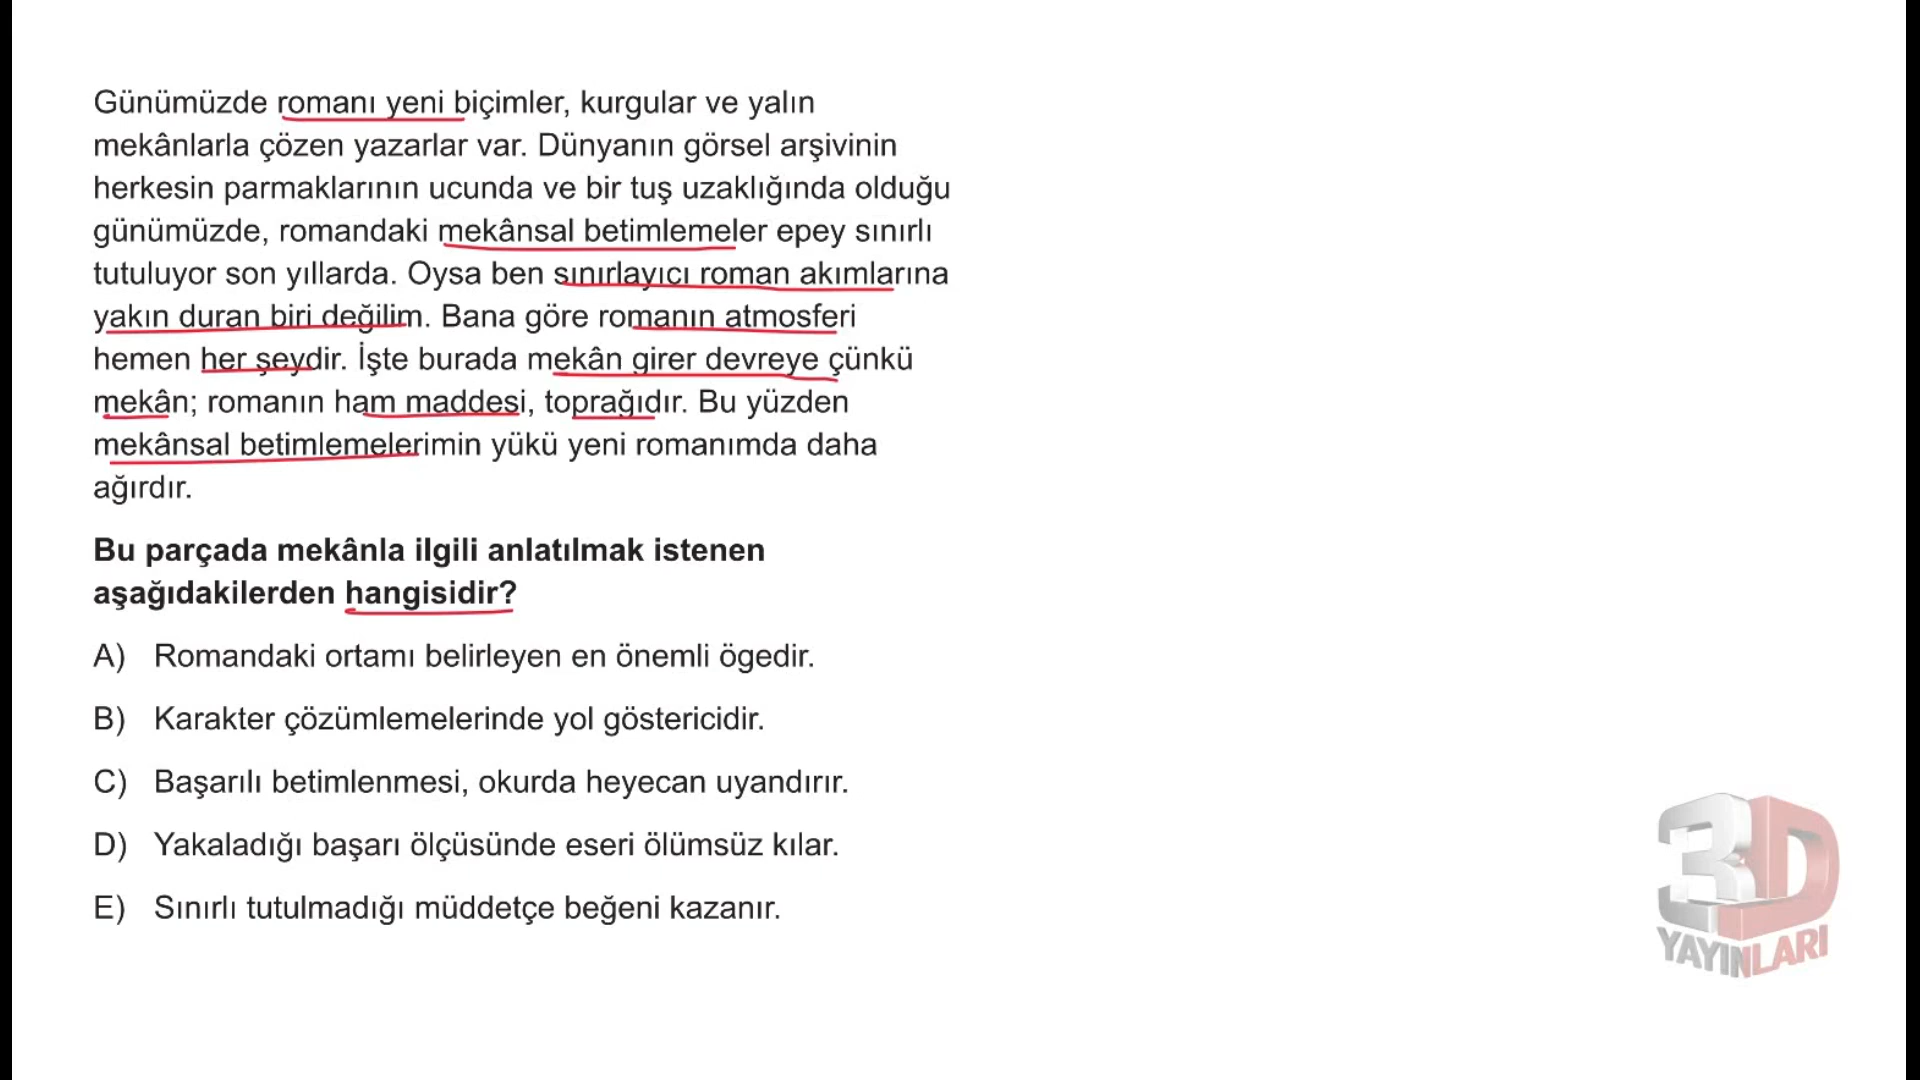 Günümüzde romanı yeni biçimler, kurgular ve yalın
mekânlarla çözen yazarlar var. Dünyanın görsel arşivinin
herkesin parmaklarının ucunda ve bir tuş uzaklığında olduğu
günümüzde, romandaki mekânsal betimlemeler epey sınırlı
tutuluyor son yıllarda. Oysa ben sınırlayıcı roman akımlarına
yakın duran biri değilim. Bana göre romanın atmosferi
hemen her şeydir. İşte burada mekân girer devreye çünkü
mekân; romanın ham maddesi, toprağıdır. Bu yüzden
mekânsal betimlemelerimin yükü yeni romanımda daha
ağırdır.
Bu parçada mekânla ilgili anlatılmak istenen
aşağıdakilerden hangisidir?
A) Romandaki ortamı belirleyen en önemli ögedir.
B) Karakter çözümlemelerinde yol göstericidir.
C) Başarılı betimlenmesi, okurda heyecan uyandırır.
D) Yakaladığı başarı ölçüsünde eseri ölümsüz kılar.
E) Sınırlı tutulmadığı müddetçe beğeni kazanır.
3D
YAYINLARI